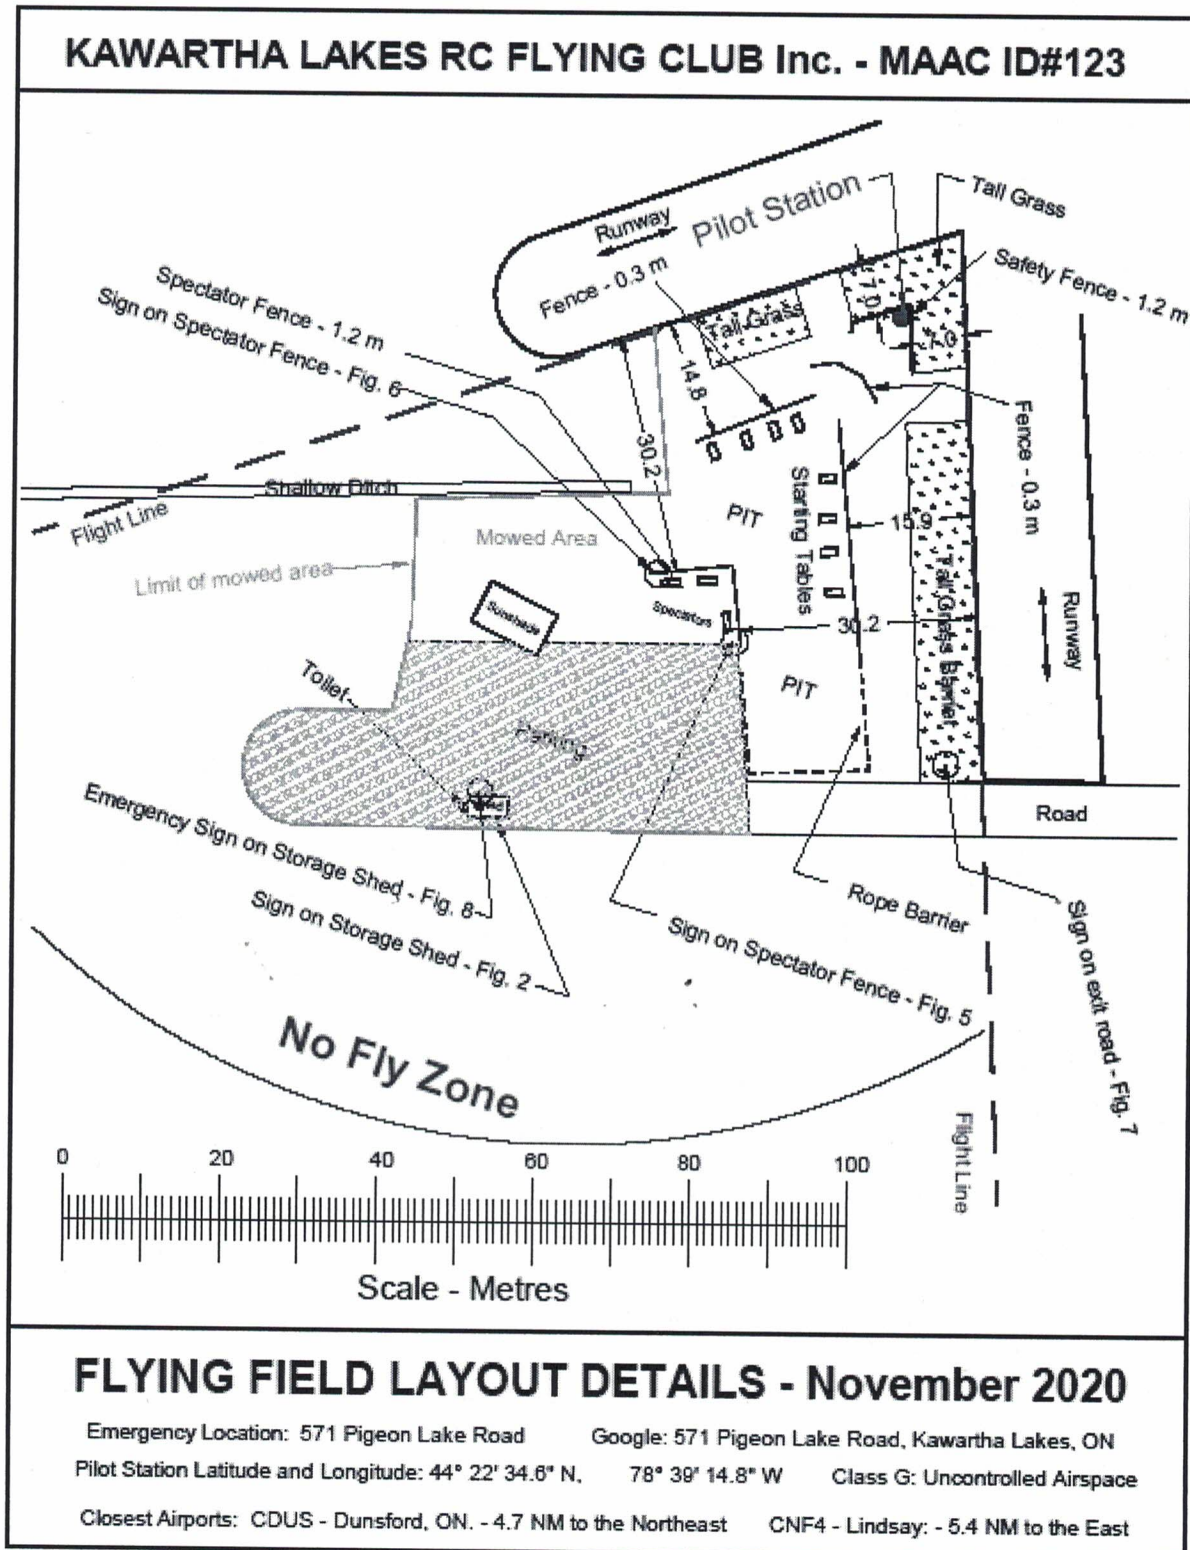 KAWARTHA LAKES RC FLYING CLUB Inc. - MAAC ID#123
Runway
Pilot Station
Tall Grass
Safety Fence - 1.2 m
Fence - 0.3 m
Spectator Fence - 1.2 m
Sign on Spectator Fence - Fig. 6
Tall Grass
7.0
7.0
14.8
30.2
Fence - 0.3 m
Shallow Ditch
Flight Line
Mowed Area
Limit of mowed area
PIT
Starting Tables
15.9
Tall Grass Barrier
Runway
Sunshade
Spectators
30.2
PIT
Toilet
Parking
Road
Emergency Sign on Storage Shed - Fig. 8
Sign on Storage Shed - Fig. 2
Rope Barrier
Sign on Spectator Fence - Fig. 5
Sign on exit road - Fig. 7
No Fly Zone
Flight Line
0 20 40 60 80 100
Scale - Metres
FLYING FIELD LAYOUT DETAILS - November 2020
Emergency Location: 571 Pigeon Lake Road Google: 571 Pigeon Lake Road, Kawartha Lakes, ON
Pilot Station Latitude and Longitude: 44° 22' 34.6" N, 78° 39' 14.8" W Class G: Uncontrolled Airspace
Closest Airports: CDUS - Dunsford, ON. - 4.7 NM to the Northeast CNF4 - Lindsay: - 5.4 NM to the East